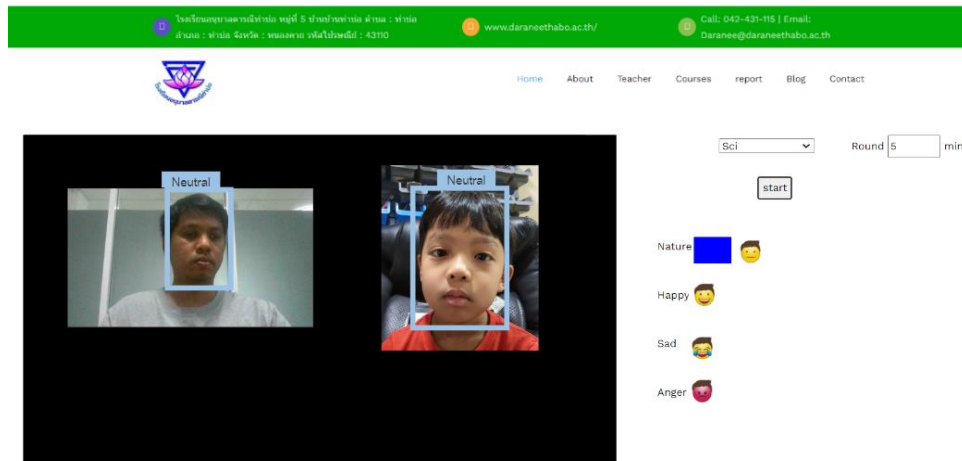 โรงเรียนอนุบาลดารณีท่าบ่อ หมู่ที่ 5 บ้านป่านท่าบ่อ ตำบล : ท่าบ่อ
อำเภอ : ท่าบ่อ จังหวัด : หนองคาย รหัสไปรษณีย์ : 43110
www.daraneethabo.ac.th/
Call: 042-431-115 | Email:
Daranee@daraneethabo.ac.th
Home About Teacher Courses report Blog Contact
Sci Round 5 min
start
Neutral
Neutral
Nature
Happy
Sad
Anger